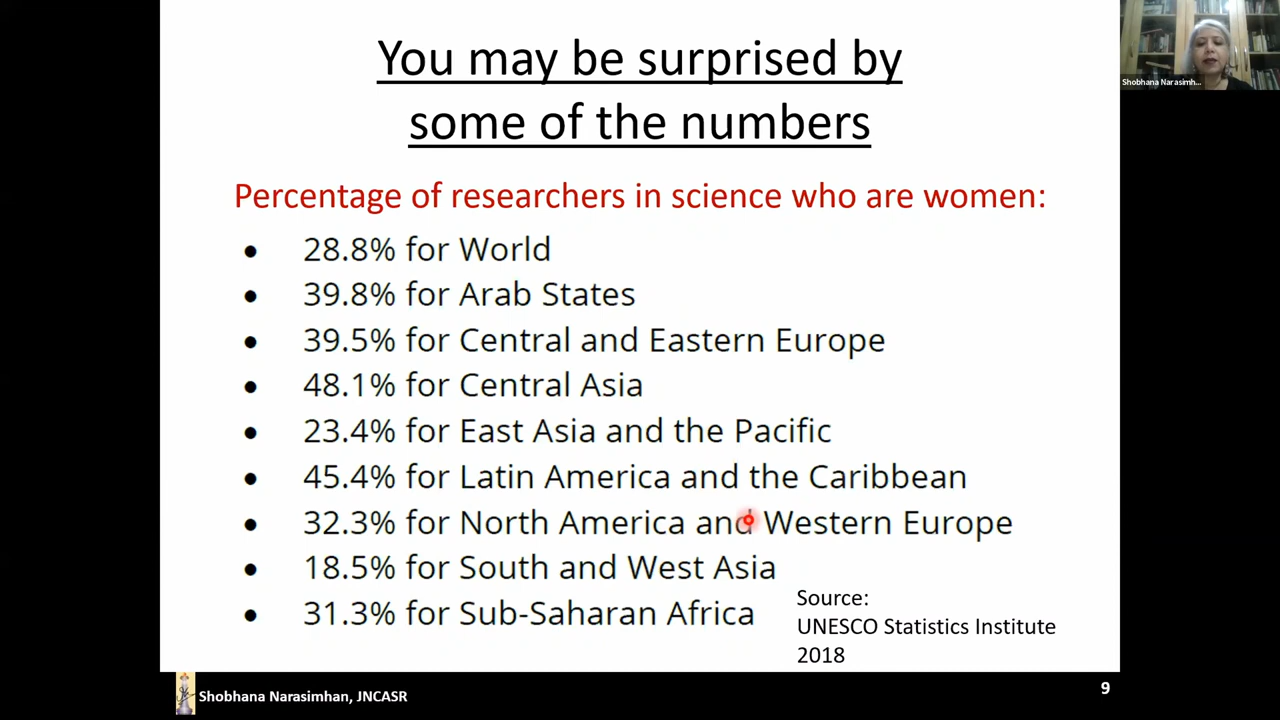 You may be surprised by
some of the numbers
Percentage of researchers in science who are women:
• 28.8% for World
• 39.8% for Arab States
• 39.5% for Central and Eastern Europe
• 48.1% for Central Asia
• 23.4% for East Asia and the Pacific
• 45.4% for Latin America and the Caribbean
• 32.3% for North America and Western Europe
• 18.5% for South and West Asia
• 31.3% for Sub-Saharan Africa
Source:
UNESCO Statistics Institute
2018
Shobhana Narasimhan, JNCASR
9
Shobhana Narasimh...